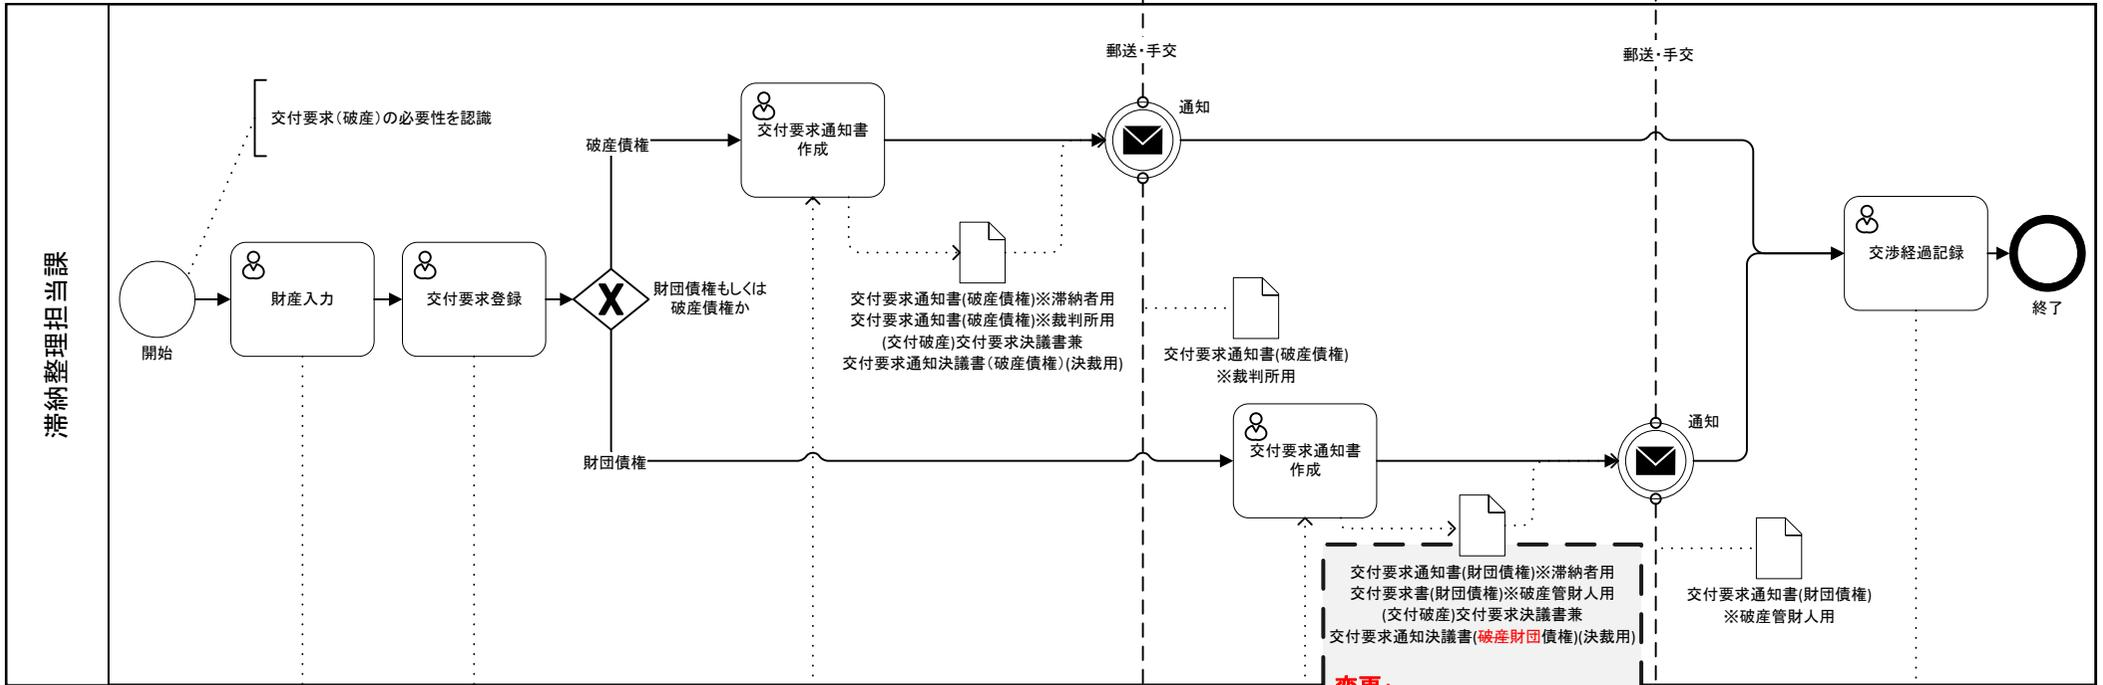 滞納整理担当課
郵送・手交
郵送・手交
交付要求（破産）の必要性を認識
開始
財産入力
交付要求登録
財団債権もしくは
破産債権か
破産債権
財団債権
交付要求通知書
作成
通知
交付要求通知書(破産債権)※滞納者用
交付要求通知書(破産債権)※裁判所用
(交付破産)交付要求決議書兼
交付要求通知決議書（破産債権）(決裁用)
交付要求通知書(破産債権)
※裁判所用
交付要求通知書
作成
通知
交付要求通知書(財団債権)※滞納者用
交付要求書(財団債権)※破産管財人用
(交付破産)交付要求決議書兼
交付要求通知決議書(破産財団債権)(決裁用)
交付要求通知書(財団債権)
※破産管財人用
交渉経過記録
終了